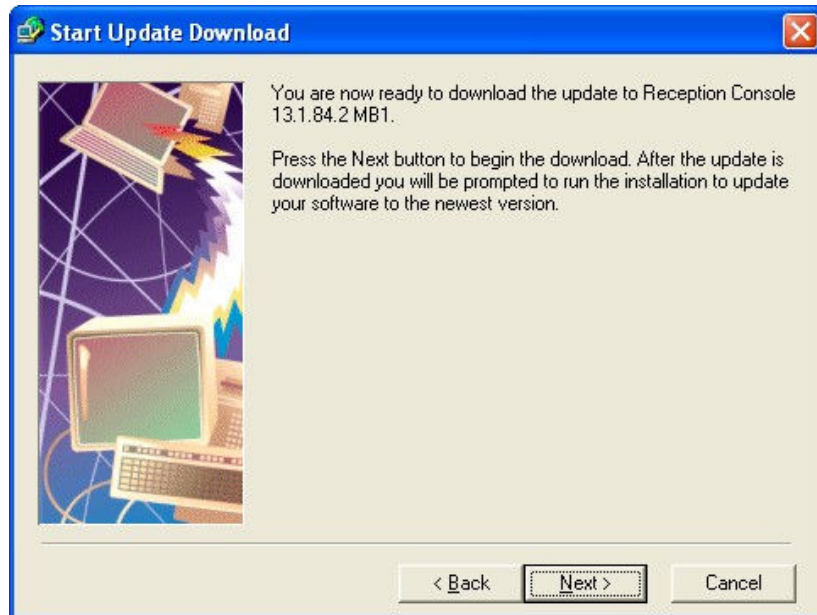 Start Update Download
You are now ready to download the update to Reception Console
13.1.84.2 MB1.
Press the Next button to begin the download. After the update is
downloaded you will be prompted to run the installation to update
your software to the newest version.
< Back
Next >
Cancel